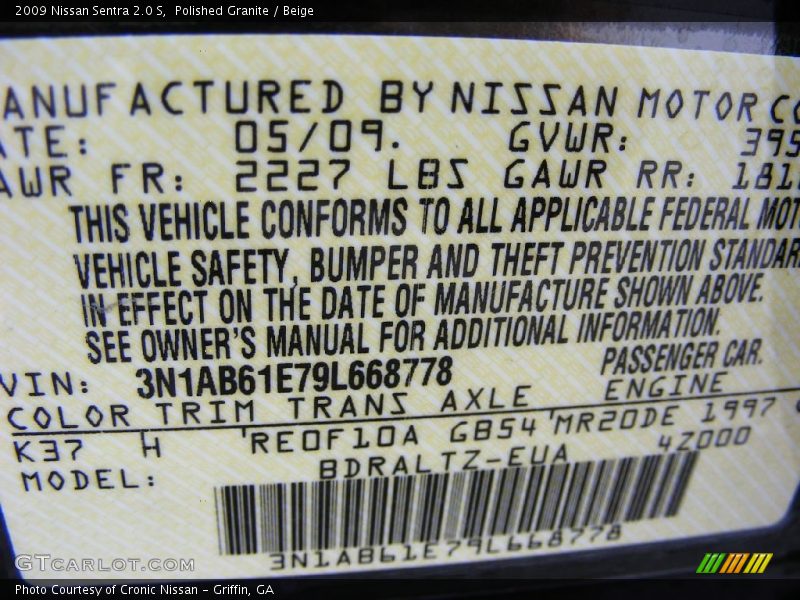 2009 Nissan Sentra 2.0 S,  Polished Granite / Beige
ANUFACTURED BY NISSAN MOTOR CO
ATE: 05/09. GVWR: 395
AWR FR: 2227 LBS GAWR RR: 181
THIS VEHICLE CONFORMS TO ALL APPLICABLE FEDERAL MOT
VEHICLE SAFETY, BUMPER AND THEFT PREVENTION STANDAR
IN EFFECT ON THE DATE OF MANUFACTURE SHOWN ABOVE.
SEE OWNER'S MANUAL FOR ADDITIONAL INFORMATION.
VIN: 3N1AB61E79L668778 PASSENGER CAR.
COLOR TRIM TRANS AXLE ENGINE
K37 H RE0F10A GB54 MR20DE 1997
MODEL: BDRALTZ-EUA 4Z000
3N1AB61E79L668778
GTCARLOT.COM
Photo Courtesy of Cronic Nissan - Griffin, GA